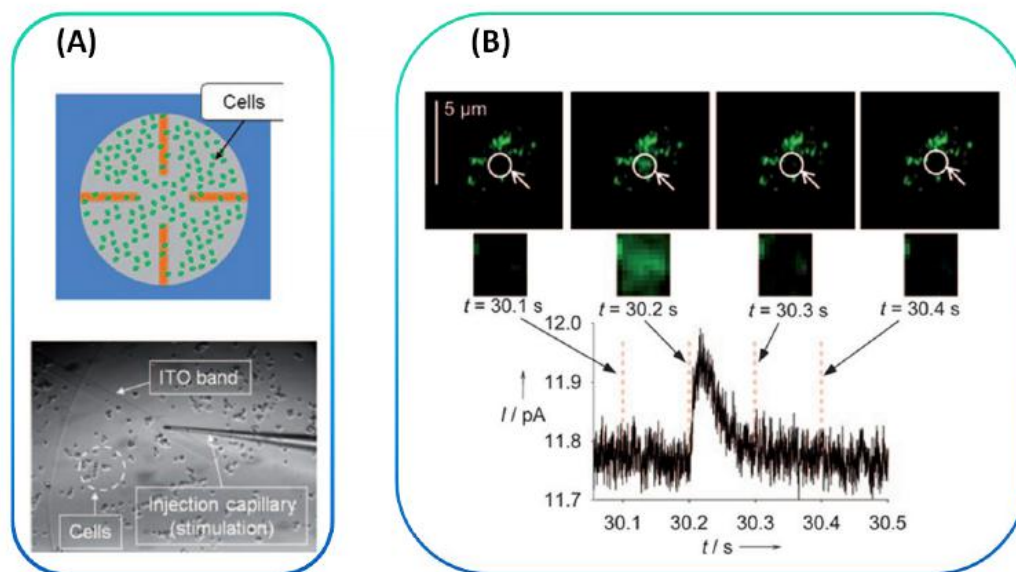 (A)
Cells
ITO band
Injection capillary
(stimulation)
Cells
(B)
5 μm
t = 30.1 s
t = 30.2 s
t = 30.3 s
t = 30.4 s
12.0
11.9
11.8
11.7
I / pA
30.1 30.2 30.3 30.4 30.5
t / s